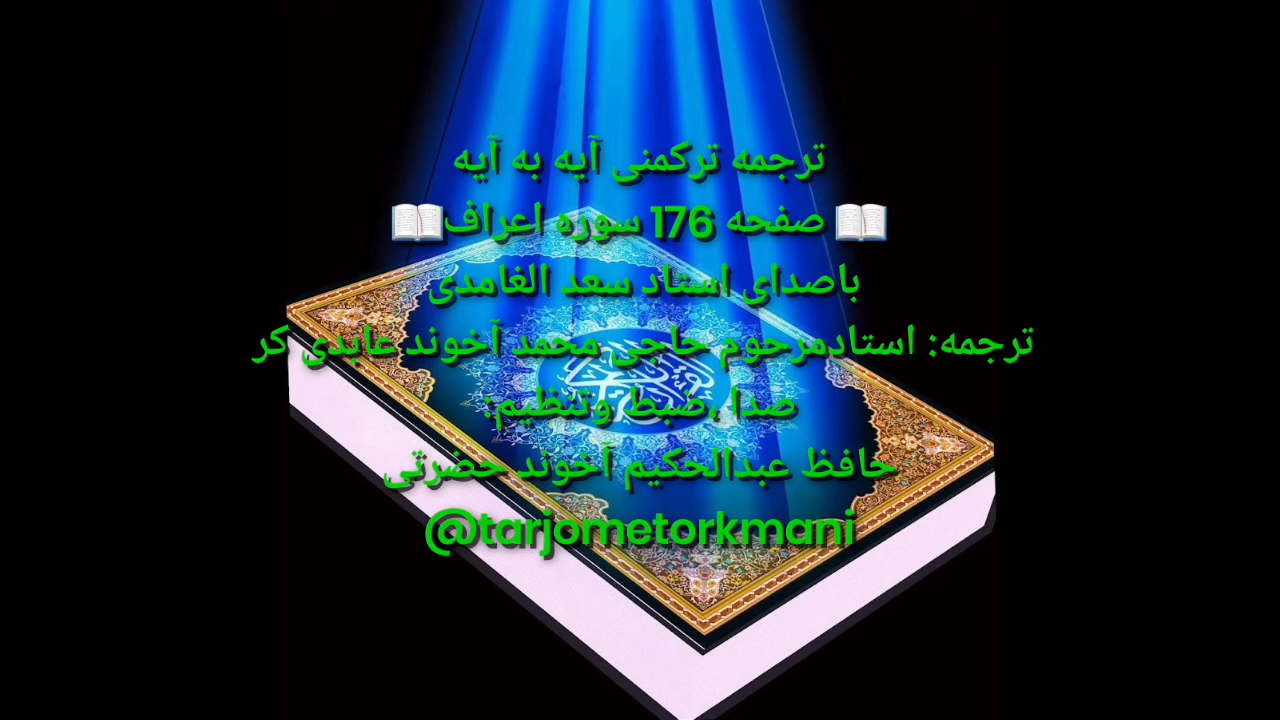 ترجمه ترکمنی آیه به آیه
📖 صفحه 176 سوره اعراف📖
باصدای استاد سعد الغامدی
ترجمه: استادمرحوم حاجی محمد آخوند عابدی کر
صدا ,ضبط وتنظیم:
حافظ عبدالحکیم آخوند حضرتی
@tarjometorkmani